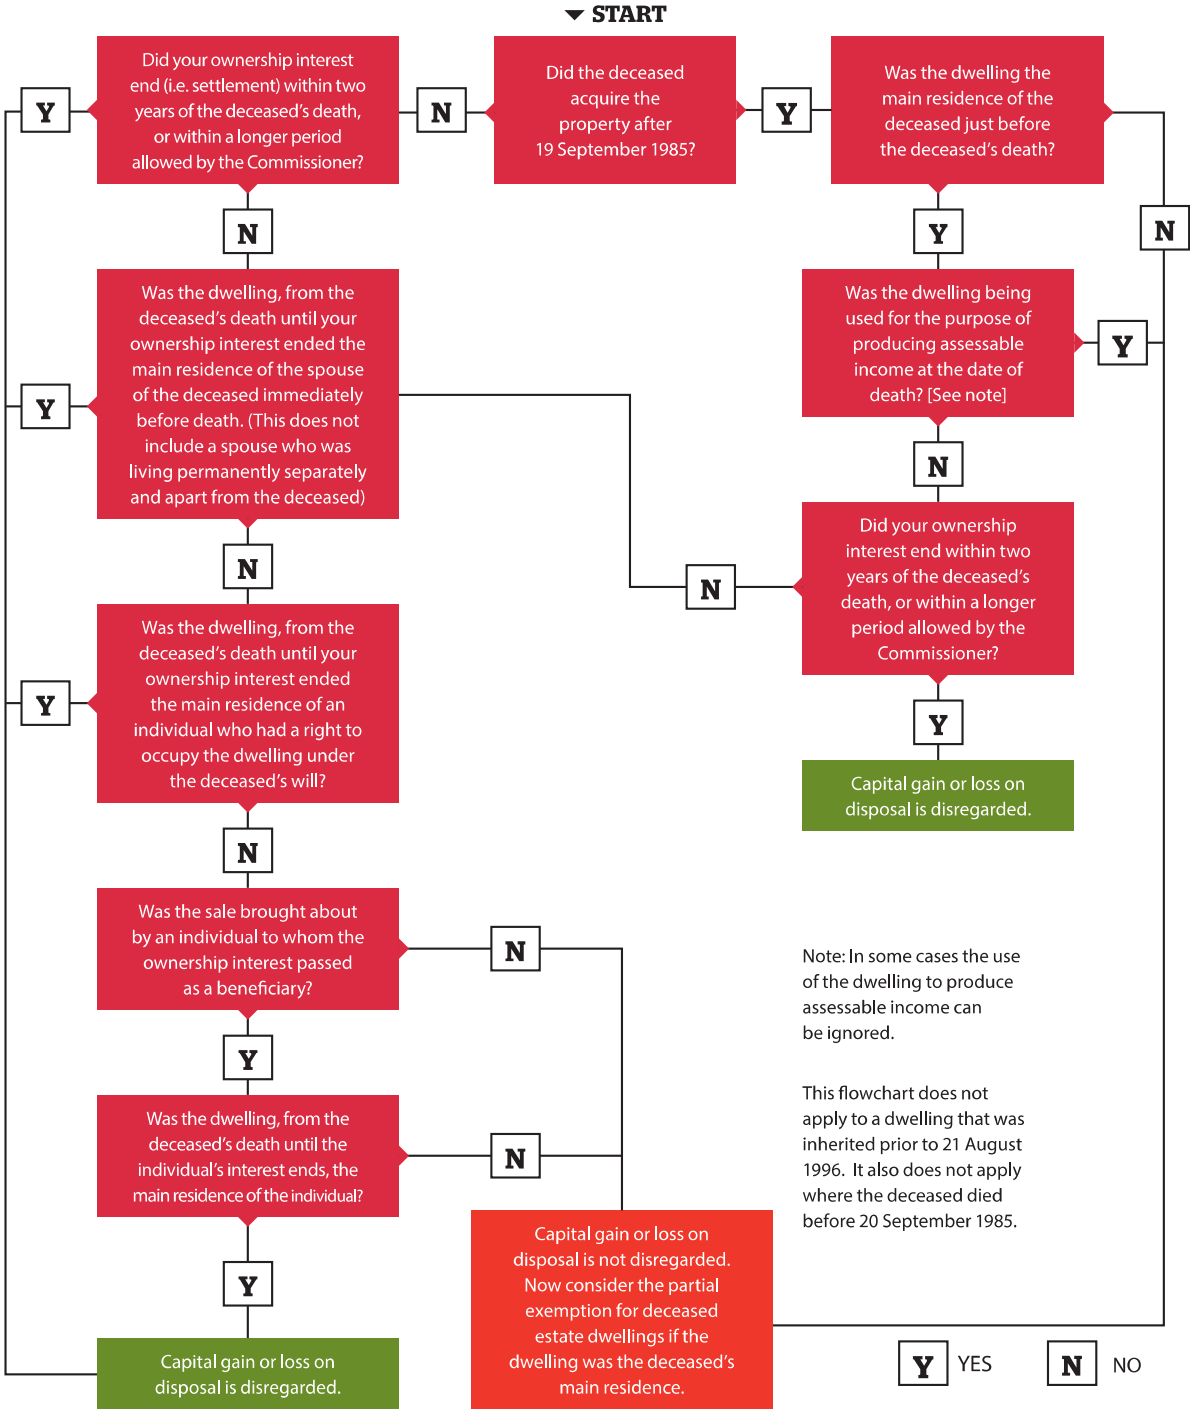 START
Did the deceased
acquire the
property after
19 September 1985?
N
Y
Did your ownership interest
end (i.e. settlement) within two
years of the deceased's death,
or within a longer period
allowed by the Commissioner?
Y
N
Was the dwelling, from the
deceased's death until your
ownership interest ended the
main residence of the spouse
of the deceased immediately
before death. (This does not
include a spouse who was
living permanently separately
and apart from the deceased)
Y
N
Was the dwelling, from the
deceased's death until your
ownership interest ended
the main residence of an
individual who had a right to
occupy the dwelling under
the deceased's will?
Y
N
Was the sale brought about
by an individual to whom the
ownership interest passed
as a beneficiary?
N
Y
Was the dwelling, from the
deceased's death until the
individual's interest ends, the
main residence of the individual?
N
Y
Capital gain or loss on
disposal is disregarded.
Was the dwelling the
main residence of the
deceased just before
the deceased's death?
Y
N
Was the dwelling being
used for the purpose of
producing assessable
income at the date of
death? [See note]
Y
N
Did your ownership
interest end within two
years of the deceased's
death, or within a longer
period allowed by the
Commissioner?
N
Y
Capital gain or loss on
disposal is disregarded.
Capital gain or loss on
disposal is not disregarded.
Now consider the partial
exemption for deceased
estate dwellings if the
dwelling was the deceased's
main residence.
Note: In some cases the use
of the dwelling to produce
assessable income can
be ignored.
This flowchart does not
apply to a dwelling that was
inherited prior to 21 August
1996. It also does not apply
where the deceased died
before 20 September 1985.
Y YES
N NO